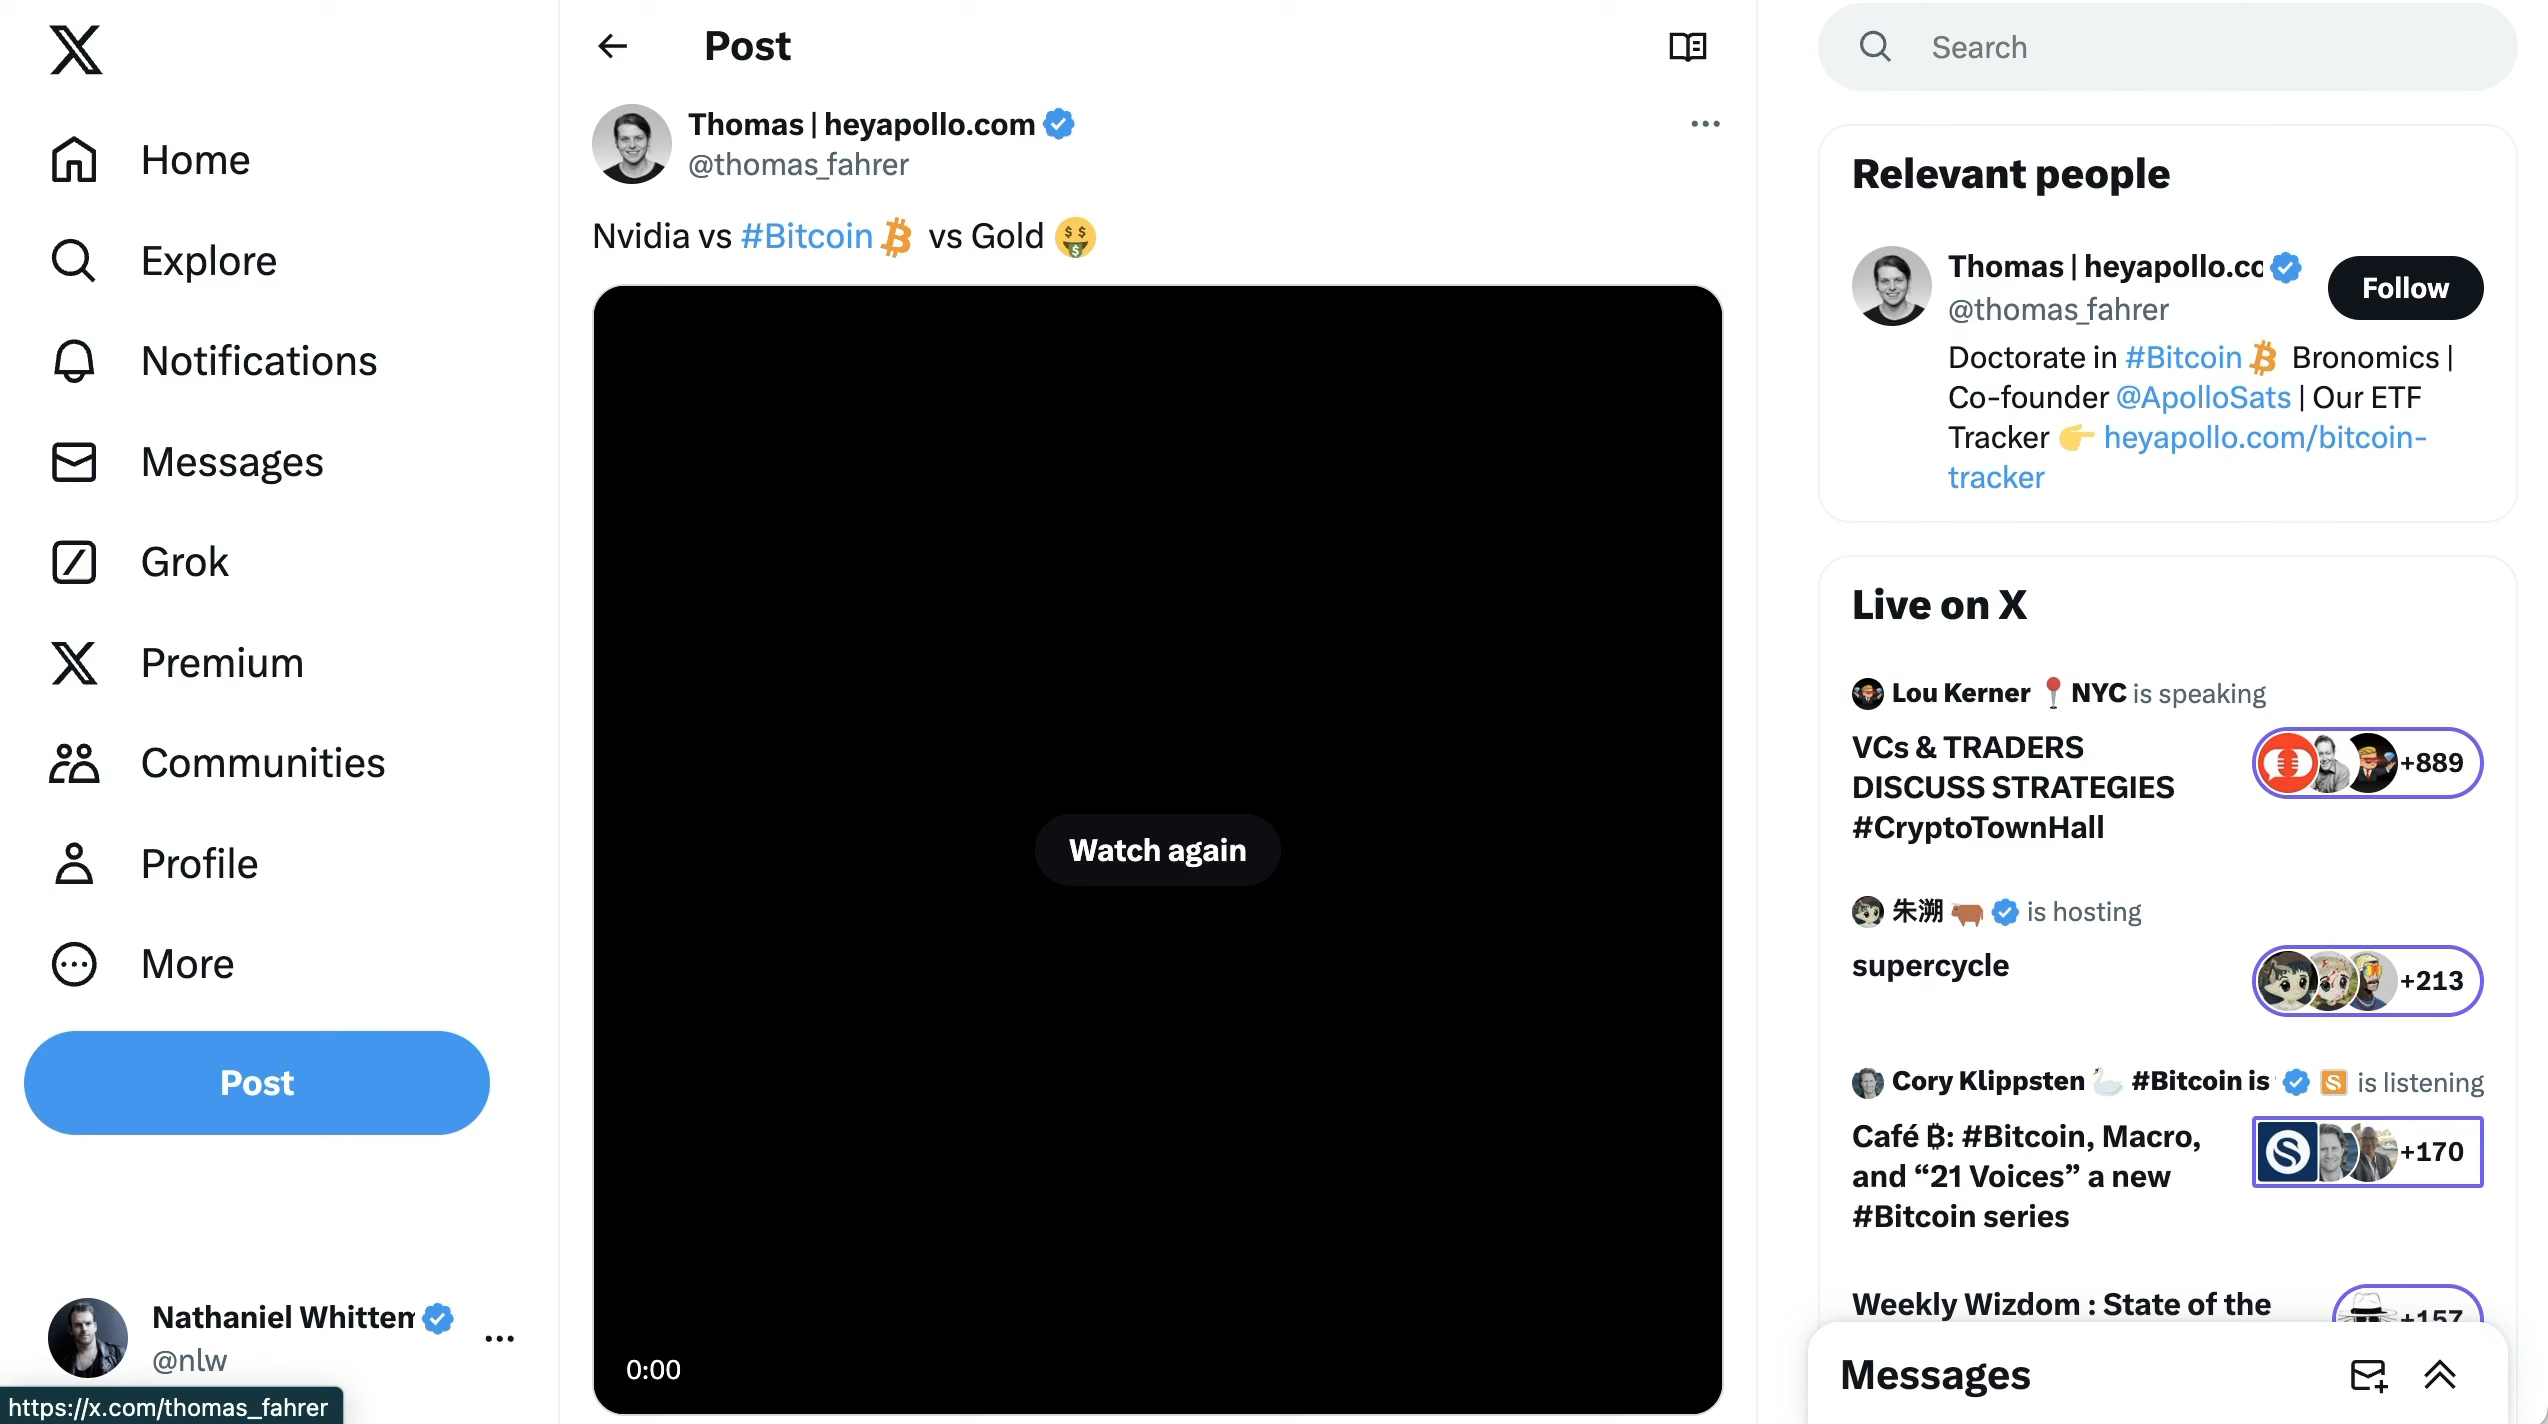 Home
Explore
Notifications
Messages
Grok
Premium
Communities
Profile
More
Post
Nathaniel Whittem
@nlw
https://x.com/thomas_fahrer
Post
Thomas | heyapollo.com
@thomas_fahrer
Nvidia vs #Bitcoin vs Gold
Watch again
0:00
Search
Relevant people
Thomas | heyapollo.co
@thomas_fahrer
Follow
Doctorate in #Bitcoin Bronomics |
Co-founder @ApolloSats | Our ETF
Tracker 👉 heyapollo.com/bitcoin-
tracker
Live on X
Lou Kerner 📍 NYC is speaking
VCs & TRADERS
DISCUSS STRATEGIES
#CryptoTownHall
+889
朱溯 🐂 is hosting
supercycle
+213
Cory Klippsten 🦢 #Bitcoin is is listening
Café ₿: #Bitcoin, Macro,
and “21 Voices” a new
#Bitcoin series
+170
Weekly Wizdom : State of the
+157
Messages